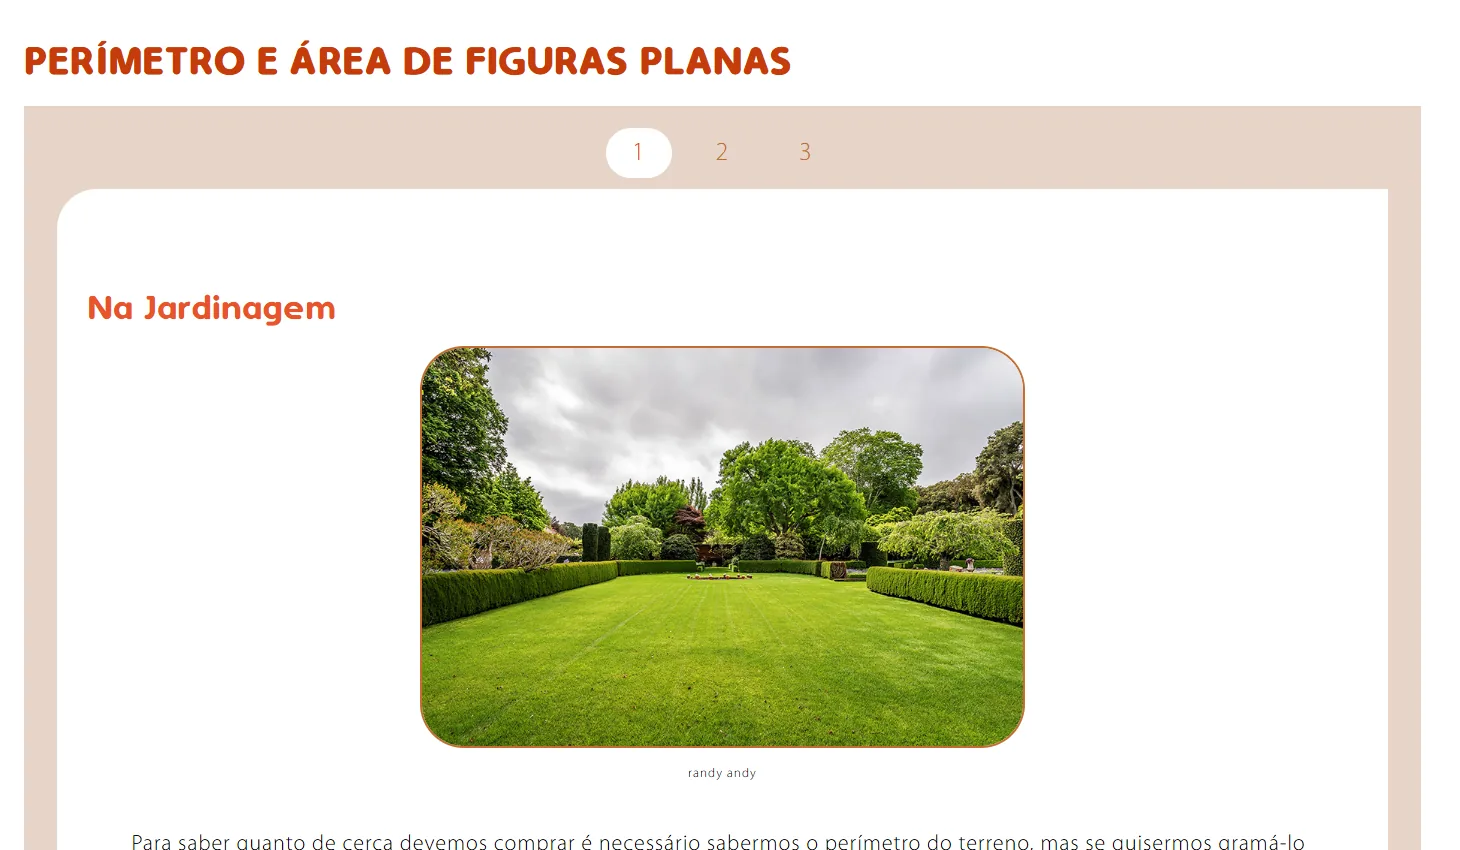 PERÍMETRO E ÁREA DE FIGURAS PLANAS
1 2 3
Na Jardinagem
randy andy
Para saber quanto de cerca devemos comprar é necessário sabermos o perímetro do terreno, mas se quisermos gramá-lo